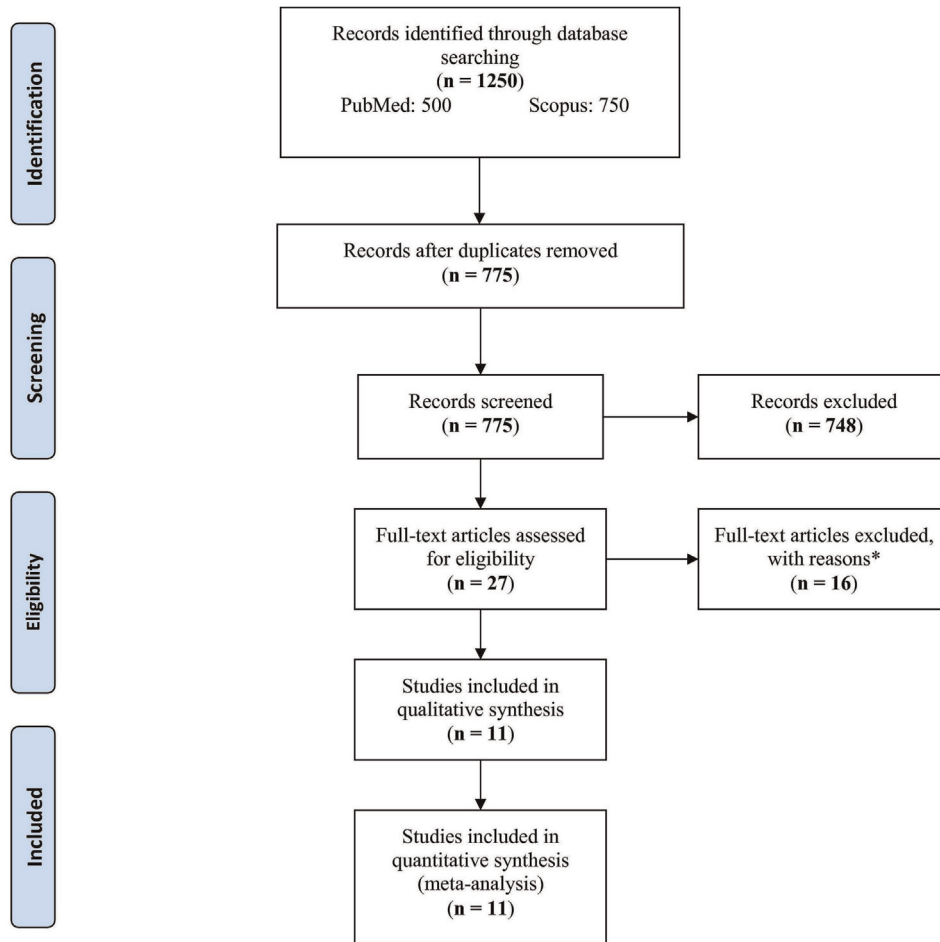 Identification
Records identified through database
searching
(n = 1250)
PubMed: 500 Scopus: 750
Records after duplicates removed
(n = 775)
Screening
Records screened
(n = 775)
Records excluded
(n = 748)
Eligibility
Full-text articles assessed
for eligibility
(n = 27)
Full-text articles excluded,
with reasons*
(n = 16)
Studies included in
qualitative synthesis
(n = 11)
Included
Studies included in
quantitative synthesis
(meta-analysis)
(n = 11)